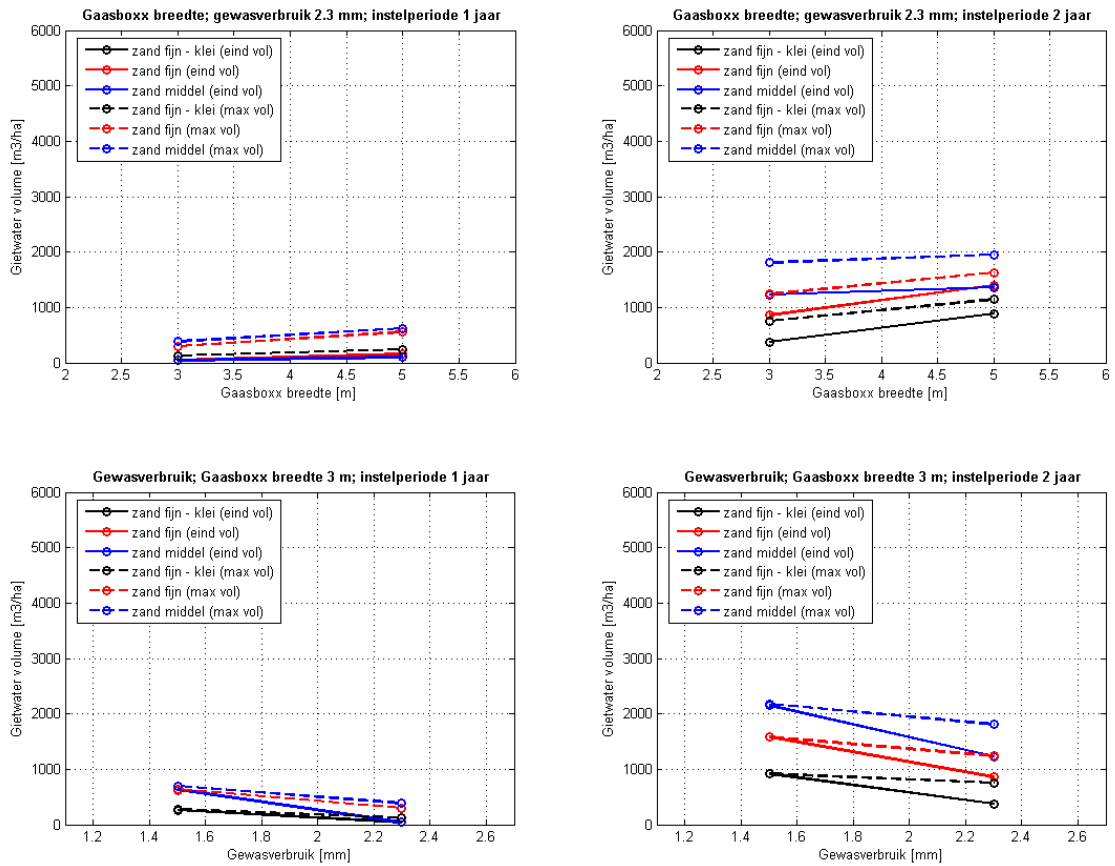 Gaasboxx breedte; gewasverbruik 2.3 mm; instelperiode 1 jaar
6000
5000
4000
3000
2000
1000
0
Gietwater volume [m3/ha]
zand fijn - klei (eind vol)
zand fijn (eind vol)
zand middel (eind vol)
zand fijn - klei (max vol)
zand fijn (max vol)
zand middel (max vol)
2 2.5 3 3.5 4 4.5 5 5.5 6
Gaasboxx breedte [m]
Gaasboxx breedte; gewasverbruik 2.3 mm; instelperiode 2 jaar
6000
5000
4000
3000
2000
1000
0
Gietwater volume [m3/ha]
zand fijn - klei (eind vol)
zand fijn (eind vol)
zand middel (eind vol)
zand fijn - klei (max vol)
zand fijn (max vol)
zand middel (max vol)
2 2.5 3 3.5 4 4.5 5 5.5 6
Gaasboxx breedte [m]
Gewasverbruik; Gaasboxx breedte 3 m; instelperiode 1 jaar
6000
5000
4000
3000
2000
1000
0
Gietwater volume [m3/ha]
zand fijn - klei (eind vol)
zand fijn (eind vol)
zand middel (eind vol)
zand fijn - klei (max vol)
zand fijn (max vol)
zand middel (max vol)
1.2 1.4 1.6 1.8 2 2.2 2.4 2.6
Gewasverbruik [mm]
Gewasverbruik; Gaasboxx breedte 3 m; instelperiode 2 jaar
6000
5000
4000
3000
2000
1000
0
Gietwater volume [m3/ha]
zand fijn - klei (eind vol)
zand fijn (eind vol)
zand middel (eind vol)
zand fijn - klei (max vol)
zand fijn (max vol)
zand middel (max vol)
1.2 1.4 1.6 1.8 2 2.2 2.4 2.6
Gewasverbruik [mm]